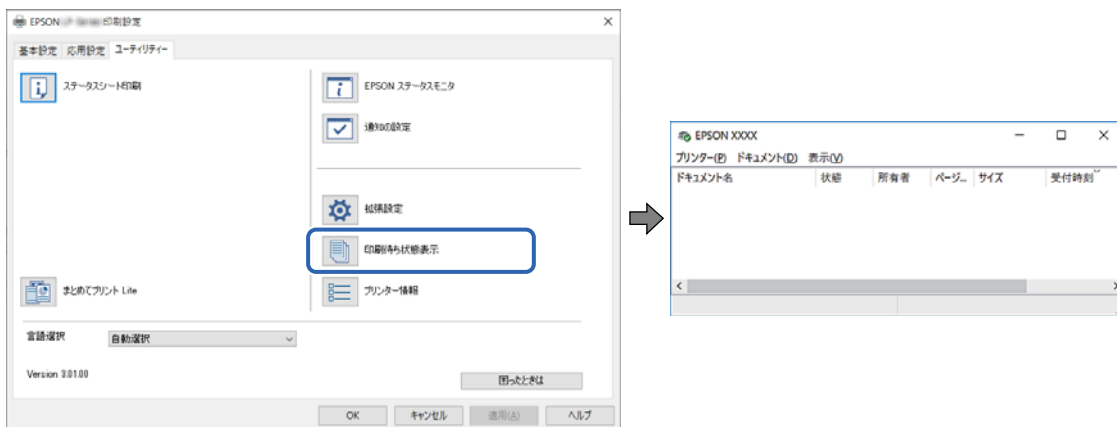 EPSON 印刷設定
基本設定 応用設定 ユーティリティー
ステータスシート印刷
EPSON ステータスモニタ
通知の設定
拡張設定
印刷待ち状態表示
まとめてプリント Lite
プリンター情報
言語選択 自動選択
Version 3.01.00
困ったときは
OK キャンセル 適用(A) ヘルプ
EPSON XXXX
プリンター(P) ドキュメント(D) 表示(V)
ドキュメント名 状態 所有者 ページ... サイズ 受付時刻